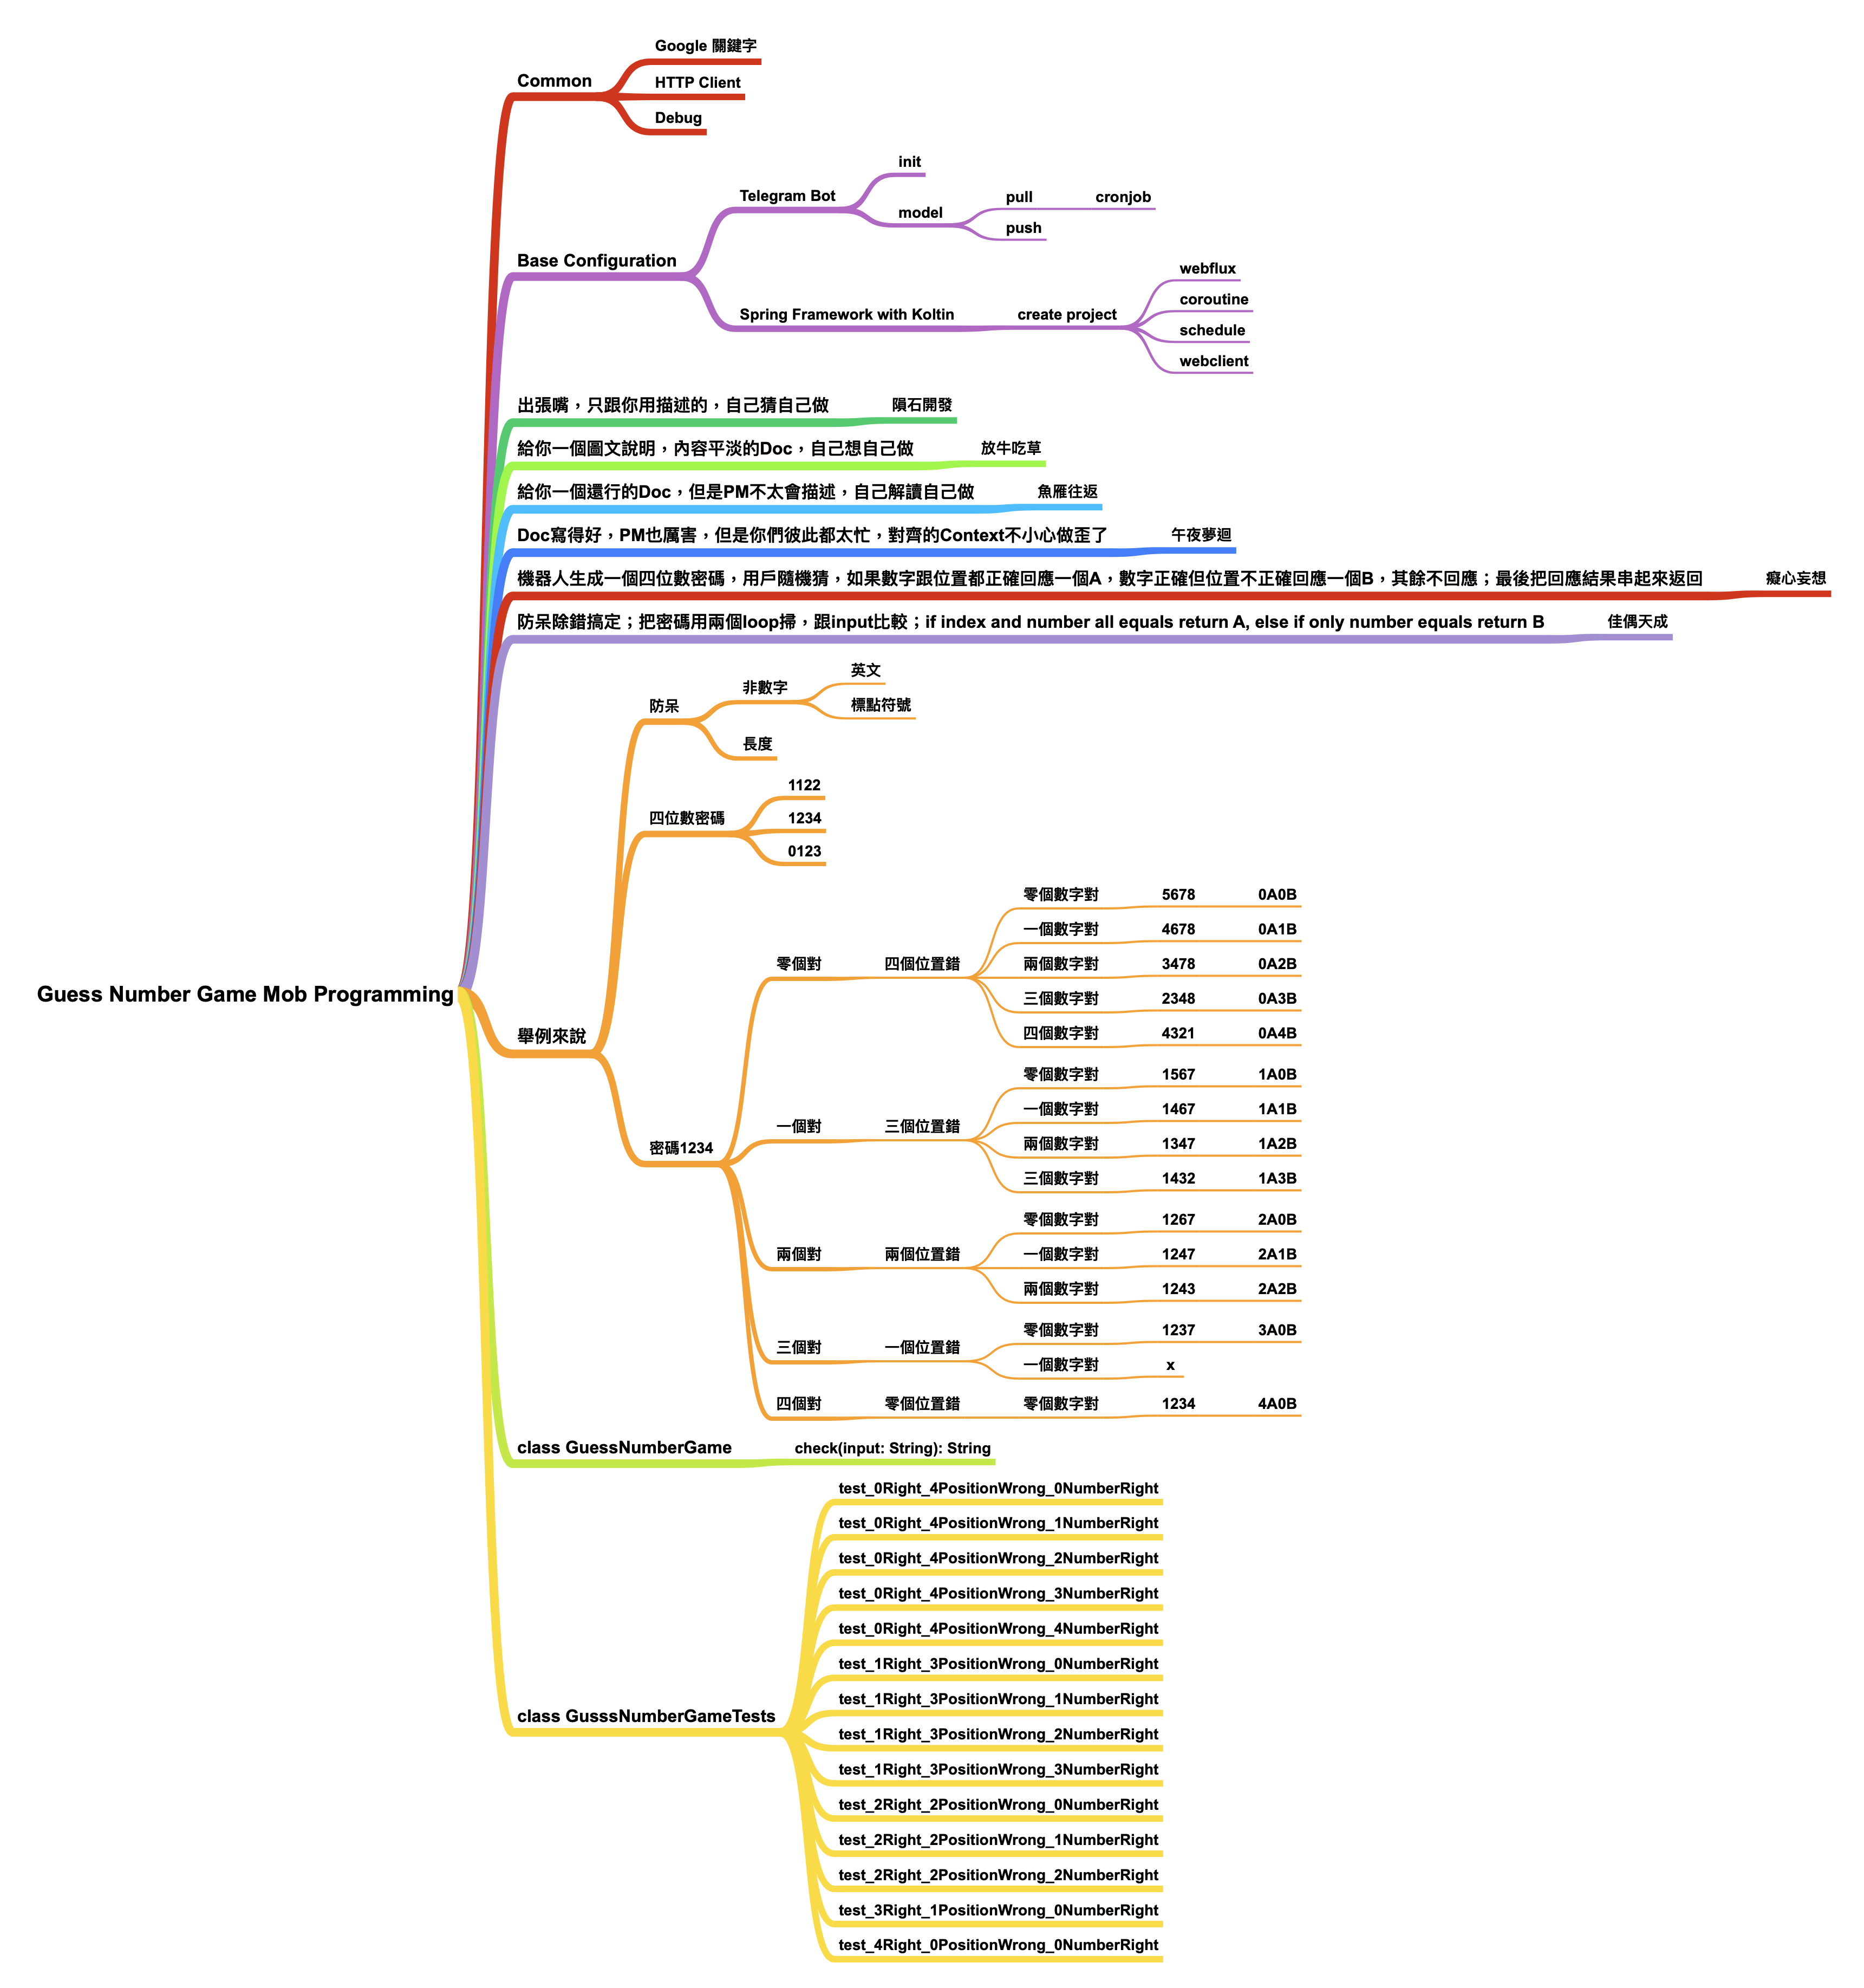 Guess Number Game Mob Programming
Common
Google 關鍵字
HTTP Client
Debug
Base Configuration
Telegram Bot
init
model
pull
cronjob
push
Spring Framework with Koltin
create project
webflux
coroutine
schedule
webclient
出張嘴，只跟你用描述的，自己猜自己做
隕石開發
給你一個圖文說明，內容平淡的Doc，自己想自己做
放牛吃草
給你一個還行的Doc，但是PM不太會描述，自己解讀自己做
魚雁往返
Doc寫得好，PM也厲害，但是你們彼此都太忙，對齊的Context不小心做歪了
午夜夢迴
機器人生成一個四位數密碼，用戶隨機猜，如果數字跟位置都正確回應一個A，數字正確但位置不正確回應一個B，其餘不回應；最後把回應結果串起來返回
癡心妄想
防呆除錯搞定；把密碼用兩個loop掃，跟input比較；if index and number all equals return A, else if only number equals return B
佳偶天成
舉例來說
防呆
非數字
英文
標點符號
長度
四位數密碼
1122
1234
0123
密碼1234
零個對
四個位置錯
零個數字對
5678
0A0B
一個數字對
4678
0A1B
兩個數字對
3478
0A2B
三個數字對
2348
0A3B
四個數字對
4321
0A4B
一個對
三個位置錯
零個數字對
1567
1A0B
一個數字對
1467
1A1B
兩個數字對
1347
1A2B
三個數字對
1432
1A3B
兩個對
兩個位置錯
零個數字對
1267
2A0B
一個數字對
1247
2A1B
兩個數字對
1243
2A2B
三個對
一個位置錯
零個數字對
1237
3A0B
一個數字對
x
四個對
零個位置錯
零個數字對
1234
4A0B
class GuessNumberGame
check(input: String): String
class GusssNumberGameTests
test_0Right_4PositionWrong_0NumberRight
test_0Right_4PositionWrong_1NumberRight
test_0Right_4PositionWrong_2NumberRight
test_0Right_4PositionWrong_3NumberRight
test_0Right_4PositionWrong_4NumberRight
test_1Right_3PositionWrong_0NumberRight
test_1Right_3PositionWrong_1NumberRight
test_1Right_3PositionWrong_2NumberRight
test_1Right_3PositionWrong_3NumberRight
test_2Right_2PositionWrong_0NumberRight
test_2Right_2PositionWrong_1NumberRight
test_2Right_2PositionWrong_2NumberRight
test_3Right_1PositionWrong_0NumberRight
test_4Right_0PositionWrong_0NumberRight